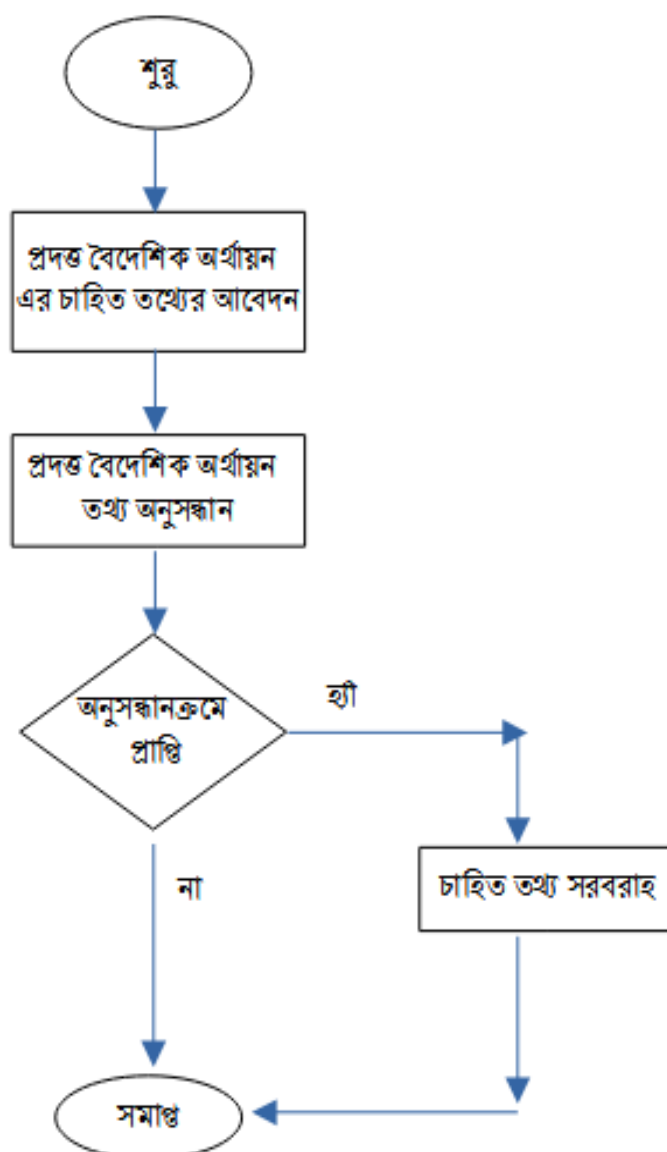 শুরু
প্রদত্ত বৈদেশিক অর্থায়ন
এর চাহিত তথ্যের আবেদন
প্রদত্ত বৈদেশিক অর্থায়ন
তথ্য অনুসন্ধান
অনুসন্ধানক্রমে
প্রাপ্তি
হ্যাঁ
না
চাহিত তথ্য সরবরাহ
সমাপ্ত